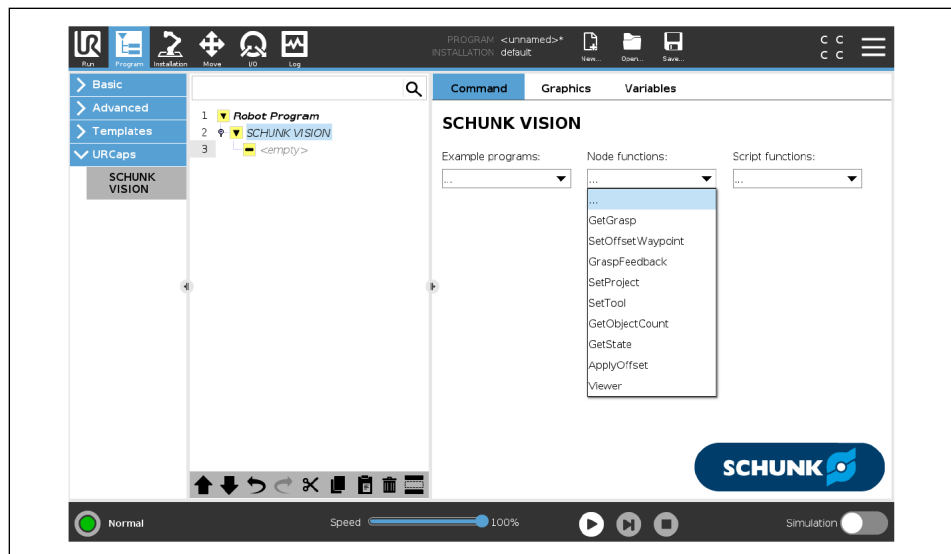 PROGRAM <unnamed>*
INSTALLATION default
Run Program Installation Move I/O Log New... Open... Save...
C C
C C
Basic
Advanced
Templates
URCaps
SCHUNK
VISION
1 Robot Program
2 SCHUNK VISION
3 <empty>
Command Graphics Variables
SCHUNK VISION
Example programs: Node functions: Script functions:
... ... ...
...
GetGrasp
SetOffsetWaypoint
GraspFeedback
SetProject
SetTool
GetObjectCount
GetState
ApplyOffset
Viewer
SCHUNK
Normal Speed 100% Simulation